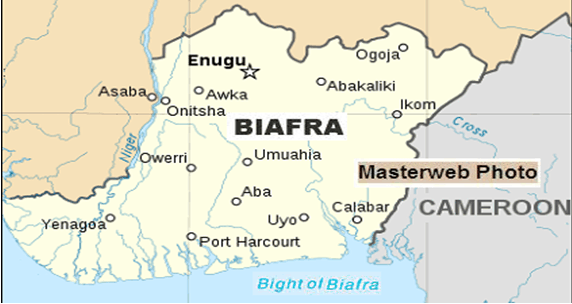 Enugu
Ogoja
Asaba
Awka
Abakaliki
Onitsha
Ikom
BIAFRA
Cross
Niger
Owerri
Umuahia
Masterweb Photo
Aba
Calabar
CAMEROON
Yenagoa
Uyo
Port Harcourt
Bight of Biafra